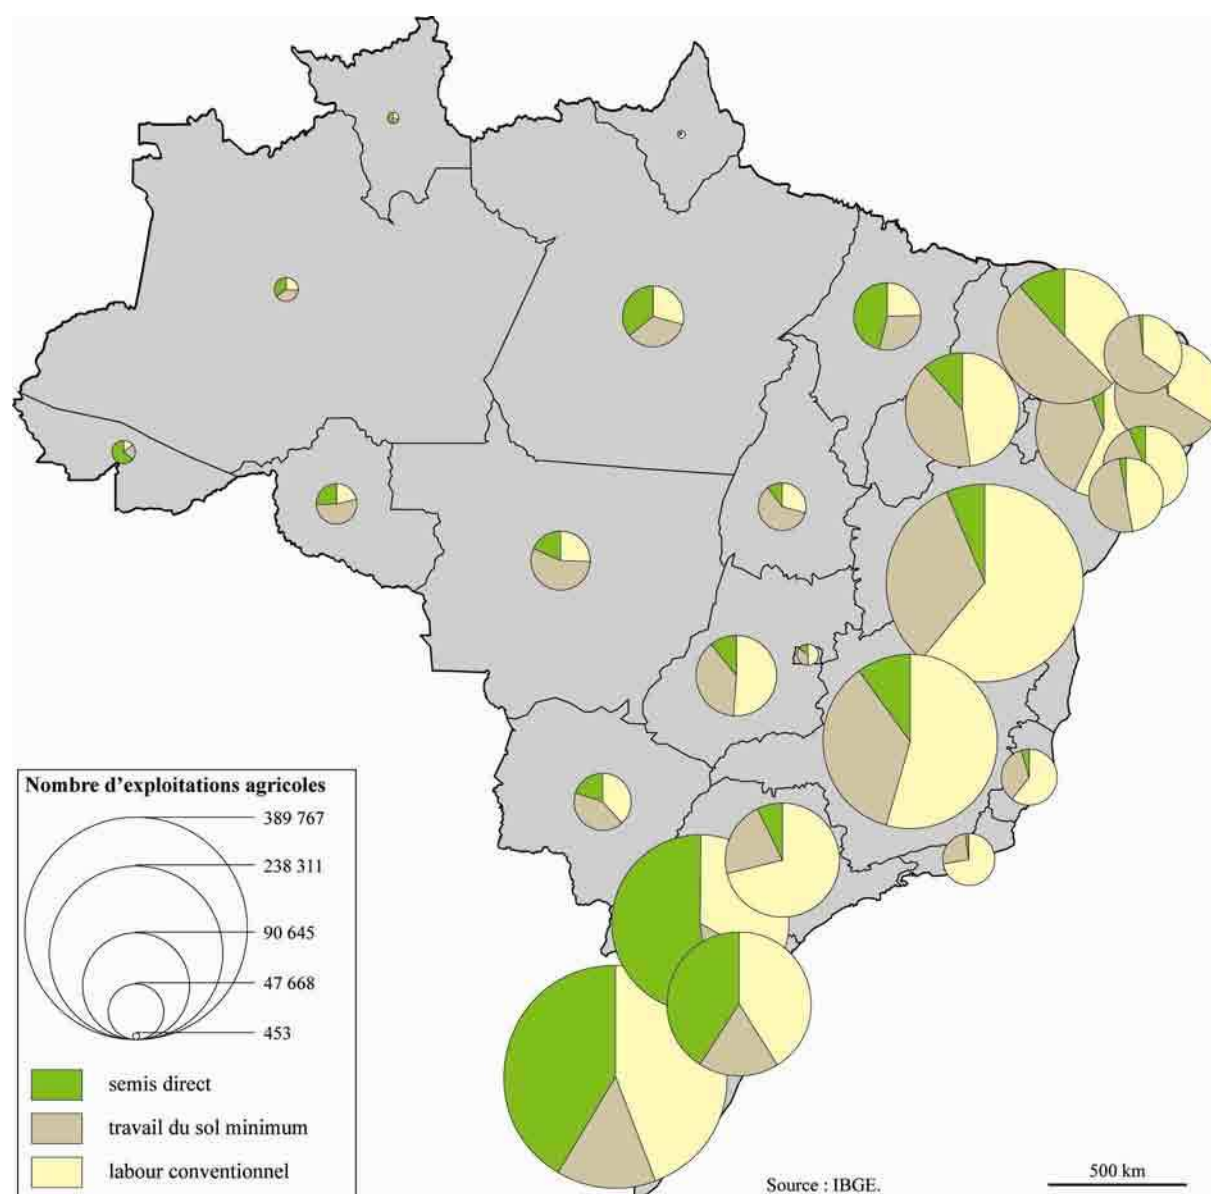 Nombre d’exploitations agricoles
389 767
238 311
90 645
47 668
453
semis direct
travail du sol minimum
labour conventionnel
Source : IBGE.
500 km